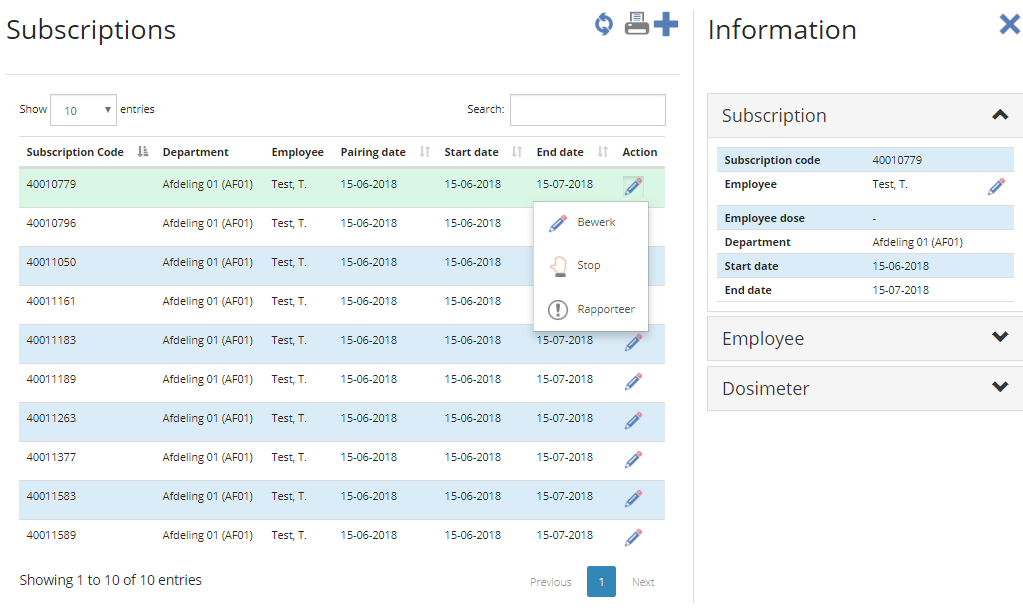 Subscriptions
Show 10 entries
Search:
Subscription Code Department Employee Pairing date Start date End date Action
40010779 Afdeling 01 (AF01) Test, T. 15-06-2018 15-06-2018 15-07-2018
40010796 Afdeling 01 (AF01) Test, T. 15-06-2018 15-06-2018
40011050 Afdeling 01 (AF01) Test, T. 15-06-2018 15-06-2018
40011161 Afdeling 01 (AF01) Test, T. 15-06-2018 15-06-2018
Bewerk
Stop
Rapporteer
40011183 Afdeling 01 (AF01) Test, T. 15-06-2018 15-06-2018 15-07-2018
40011189 Afdeling 01 (AF01) Test, T. 15-06-2018 15-06-2018 15-07-2018
40011263 Afdeling 01 (AF01) Test, T. 15-06-2018 15-06-2018 15-07-2018
40011377 Afdeling 01 (AF01) Test, T. 15-06-2018 15-06-2018 15-07-2018
40011583 Afdeling 01 (AF01) Test, T. 15-06-2018 15-06-2018 15-07-2018
40011589 Afdeling 01 (AF01) Test, T. 15-06-2018 15-06-2018 15-07-2018
Showing 1 to 10 of 10 entries
Previous 1 Next
Information
Subscription
Subscription code 40010779
Employee Test, T.
Employee dose -
Department Afdeling 01 (AF01)
Start date 15-06-2018
End date 15-07-2018
Employee
Dosimeter